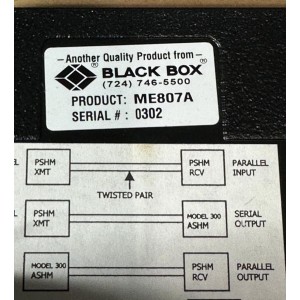 Another Quality Product from
® BLACK BOX ®
(724) 746-5500
PRODUCT: ME807A
SERIAL # : 0302
PSHM XMT
PSHM RCV
PARALLEL INPUT
TWISTED PAIR
PSHM XMT
MODEL 300 ASHM
SERIAL OUTPUT
MODEL 300 ASHM
PSHM RCV
PARALLEL OUTPUT